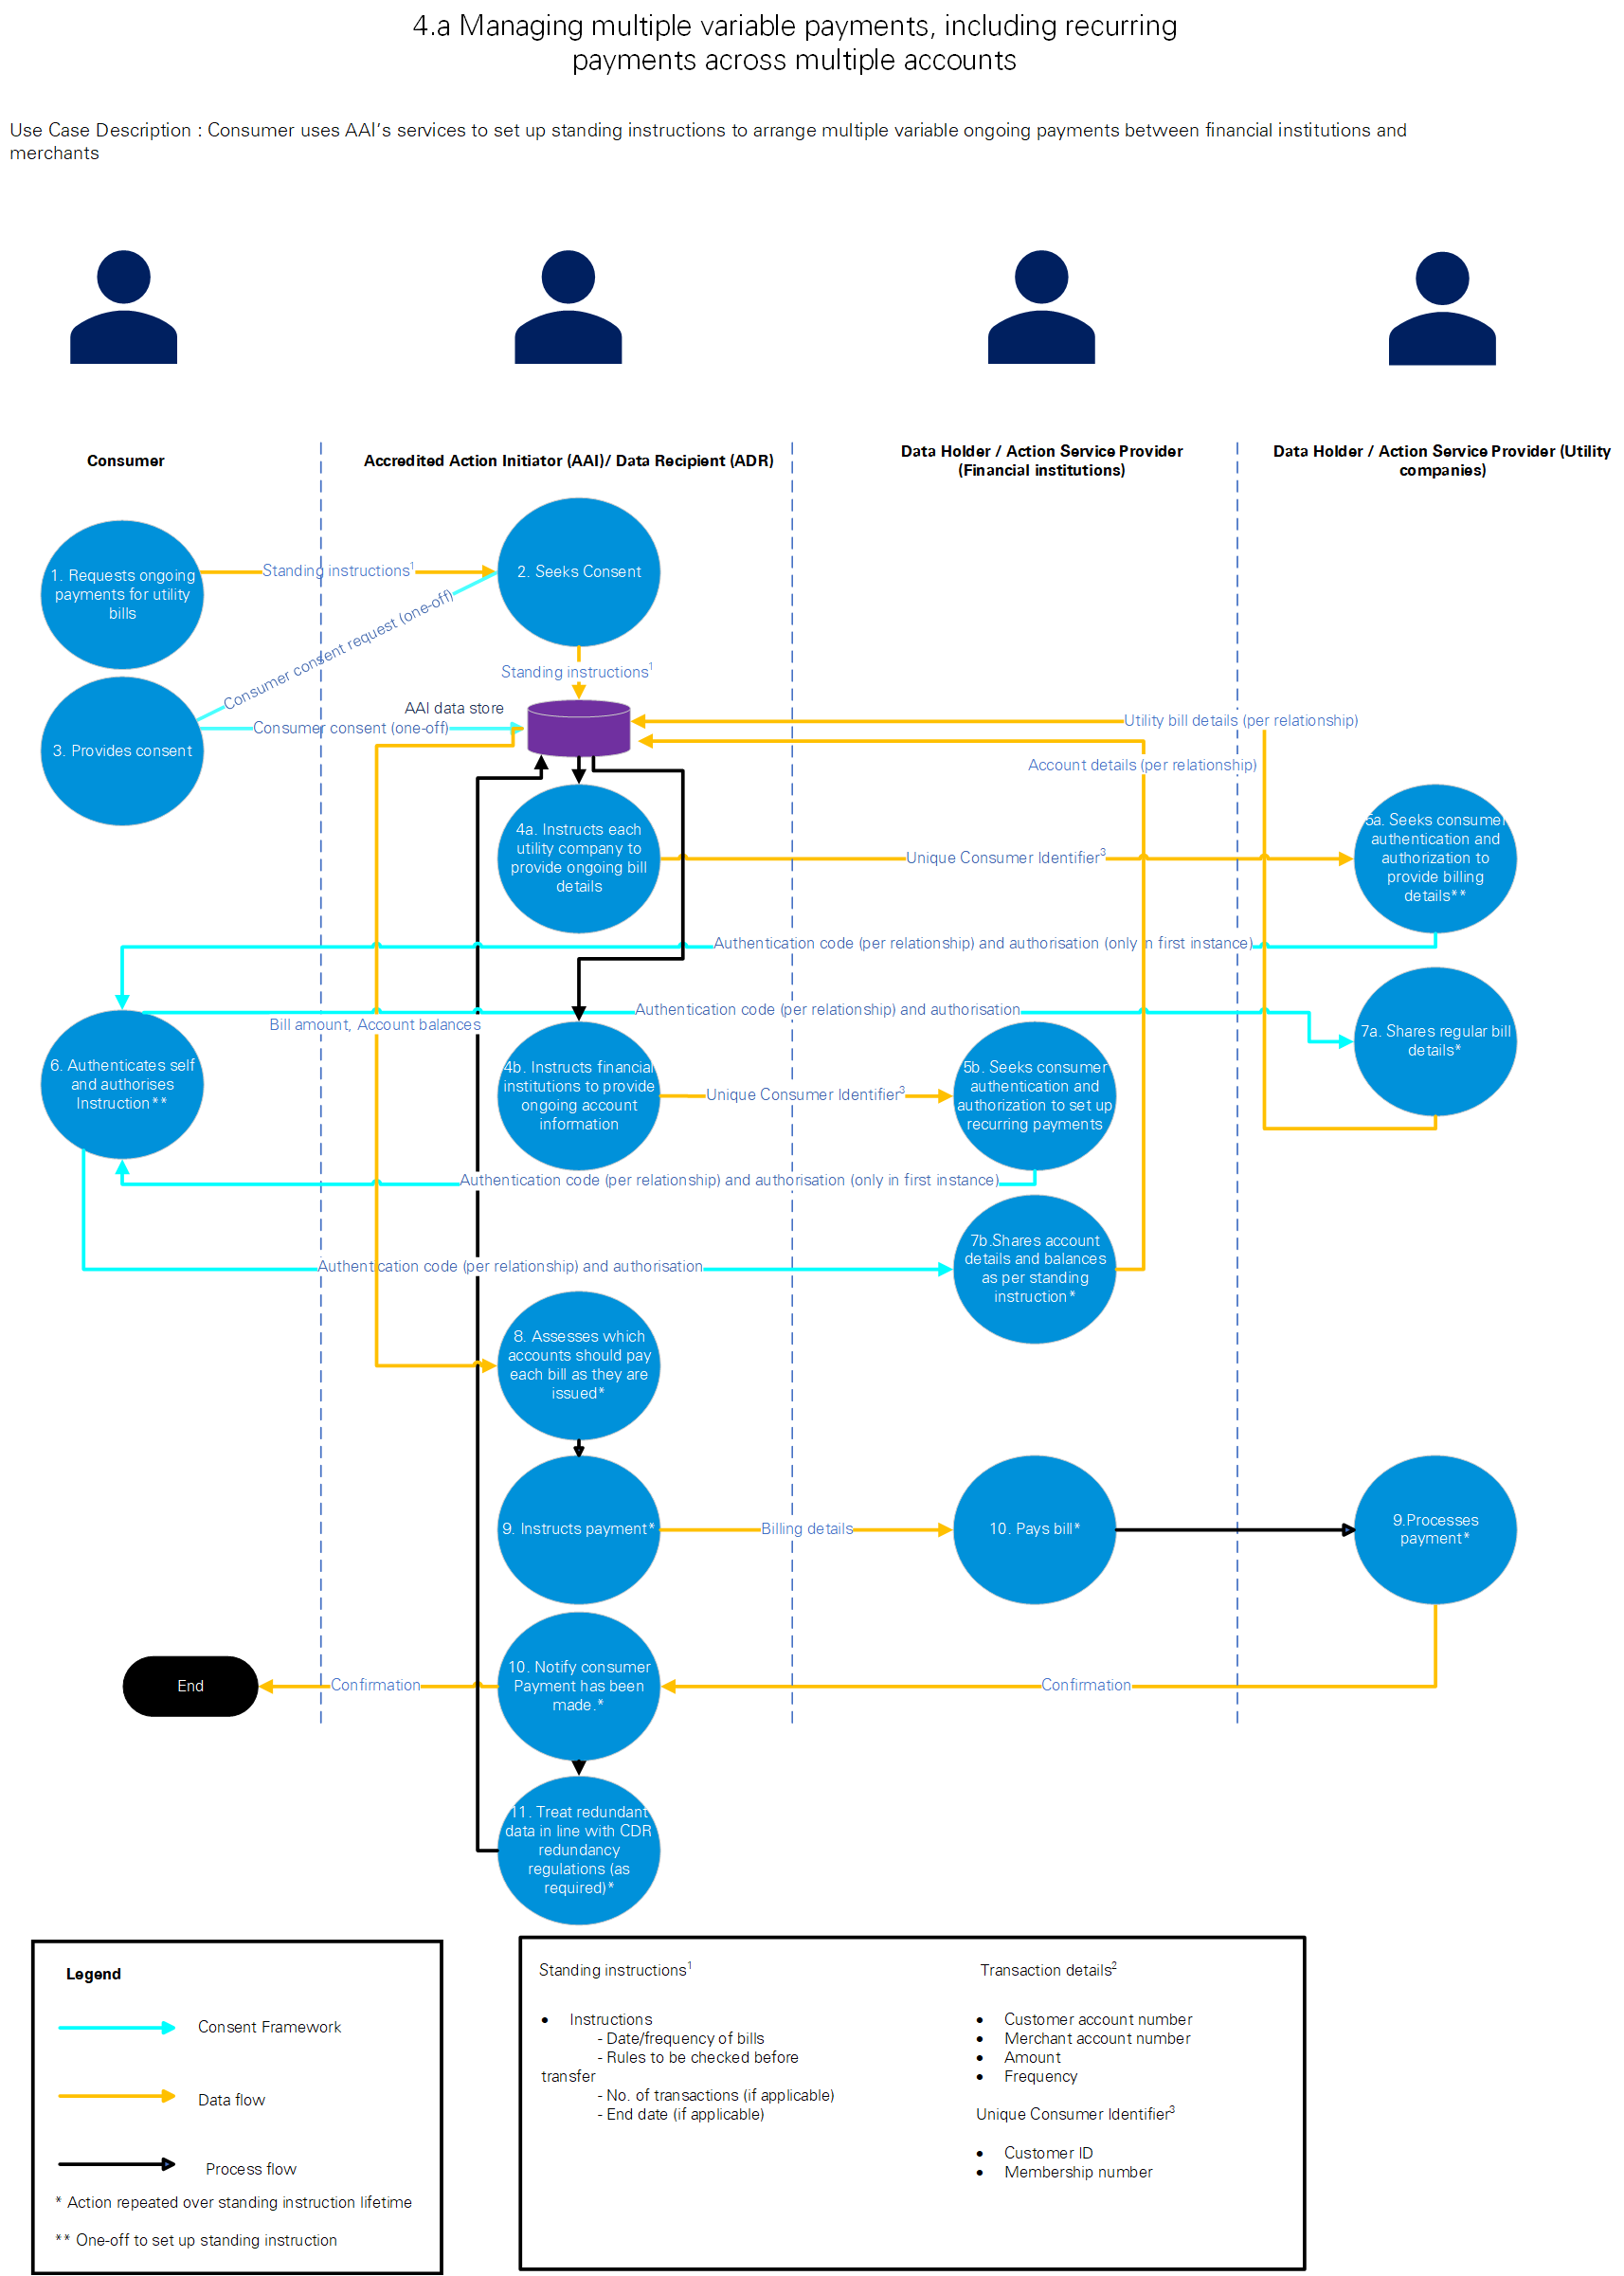 4.a Managing multiple variable payments, including recurring
payments across multiple accounts
Use Case Description : Consumer uses AAI's services to set up standing instructions to arrange multiple variable ongoing payments between financial institutions and
merchants
Consumer
Accredited Action Initiator (AAI)/ Data Recipient (ADR)
Data Holder / Action Service Provider
(Financial institutions)
Data Holder / Action Service Provider (Utility
companies)
1. Requests ongoing
payments for utility
bills
Standing instructions1
2. Seeks Consent
Consumer consent request (one-off)
Standing instructions1
3. Provides consent
Consumer consent (one-off)
AAI data store
Utility bill details (per relationship)
Account details (per relationship)
4a. Instructs each
utility company to
provide ongoing bill
details
Unique Consumer Identifier3
5a. Seeks consumer
authentication and
authorization to
provide billing
details**
Authentication code (per relationship) and authorisation (only in first instance)
Authentication code (per relationship) and authorisation
Bill amount, Account balances
7a. Shares regular bill
details*
6. Authenticates self
and authorises
Instruction**
4b. Instructs financial
institutions to provide
ongoing account
information
Unique Consumer Identifier3
5b. Seeks consumer
authentication and
authorization to set up
recurring payments
Authentication code (per relationship) and authorisation (only in first instance)
Authentication code (per relationship) and authorisation
7b.Shares account
details and balances
as per standing
instruction*
8. Assesses which
accounts should pay
each bill as they are
issued*
9. Instructs payment*
Billing details
10. Pays bill*
9.Processes
payment*
10. Notify consumer
Payment has been
made.*
Confirmation
Confirmation
End
11. Treat redundant
data in line with CDR
redundancy
regulations (as
required)*
Legend
Consent Framework
Data flow
Process flow
* Action repeated over standing instruction lifetime
** One-off to set up standing instruction
Standing instructions1
• Instructions
- Date/frequency of bills
- Rules to be checked before
transfer
- No. of transactions (if applicable)
- End date (if applicable)
Transaction details2
• Customer account number
• Merchant account number
• Amount
• Frequency
Unique Consumer Identifier3
• Customer ID
• Membership number